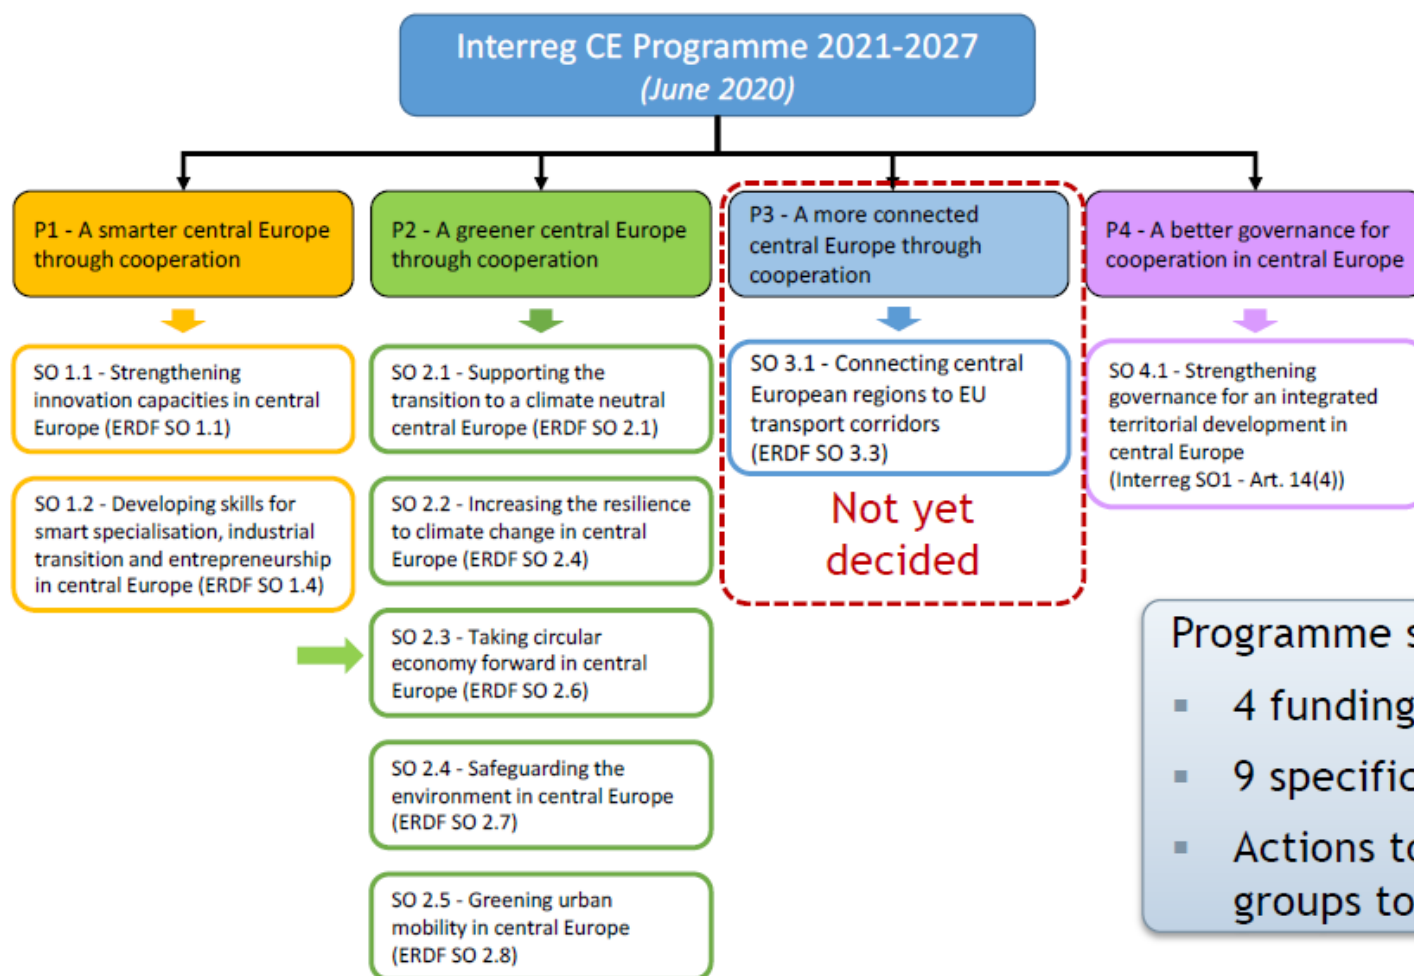 Interreg CE Programme 2021-2027
(June 2020)
P1 - A smarter central Europe
through cooperation
SO 1.1 - Strengthening
innovation capacities in central
Europe (ERDF SO 1.1)
SO 1.2 - Developing skills for
smart specialisation, industrial
transition and entrepreneurship
in central Europe (ERDF SO 1.4)
P2 - A greener central Europe
through cooperation
SO 2.1 - Supporting the
transition to a climate neutral
central Europe (ERDF SO 2.1)
SO 2.2 - Increasing the resilience
to climate change in central
Europe (ERDF SO 2.4)
SO 2.3 - Taking circular
economy forward in central
Europe (ERDF SO 2.6)
SO 2.4 - Safeguarding the
environment in central Europe
(ERDF SO 2.7)
SO 2.5 - Greening urban
mobility in central Europe
(ERDF SO 2.8)
P3 - A more connected
central Europe through
cooperation
SO 3.1 - Connecting central
European regions to EU
transport corridors
(ERDF SO 3.3)
Not yet
decided
P4 - A better governance for
cooperation in central Europe
SO 4.1 - Strengthening
governance for an integrated
territorial development in
central Europe
(Interreg SO1 - Art. 14(4))
Programme s
▪ 4 funding
▪ 9 specific
▪ Actions to
groups to